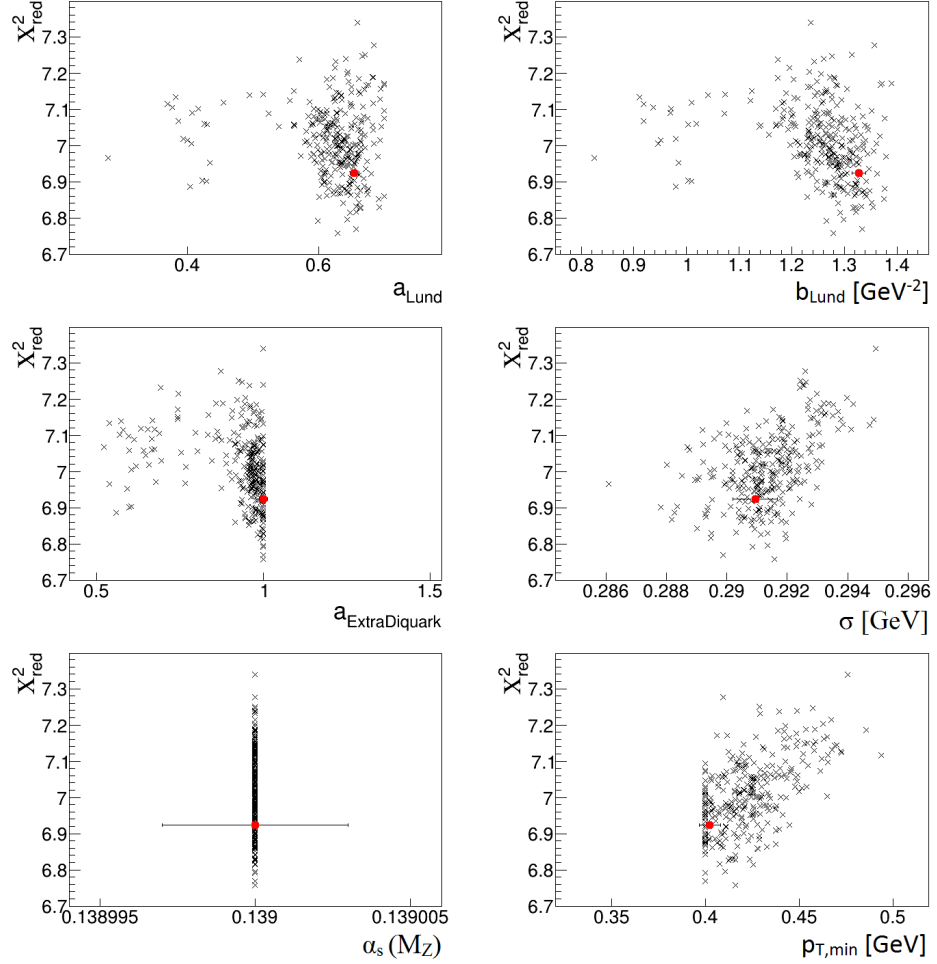 X²red
7.3
7.2
7.1
7
6.9
6.8
6.7
0.4 0.6
aLund
X²red
7.3
7.2
7.1
7
6.9
6.8
6.7
0.8 0.9 1 1.1 1.2 1.3 1.4
bLund [GeV-2]
X²red
7.3
7.2
7.1
7
6.9
6.8
6.7
0.5 1 1.5
aExtraDiquark
X²red
7.3
7.2
7.1
7
6.9
6.8
6.7
0.286 0.288 0.29 0.292 0.294 0.296
σ [GeV]
X²red
7.3
7.2
7.1
7
6.9
6.8
6.7
0.138995 0.139 0.139005
αs (MZ)
X²red
7.3
7.2
7.1
7
6.9
6.8
6.7
0.35 0.4 0.45 0.5
pT,min [GeV]